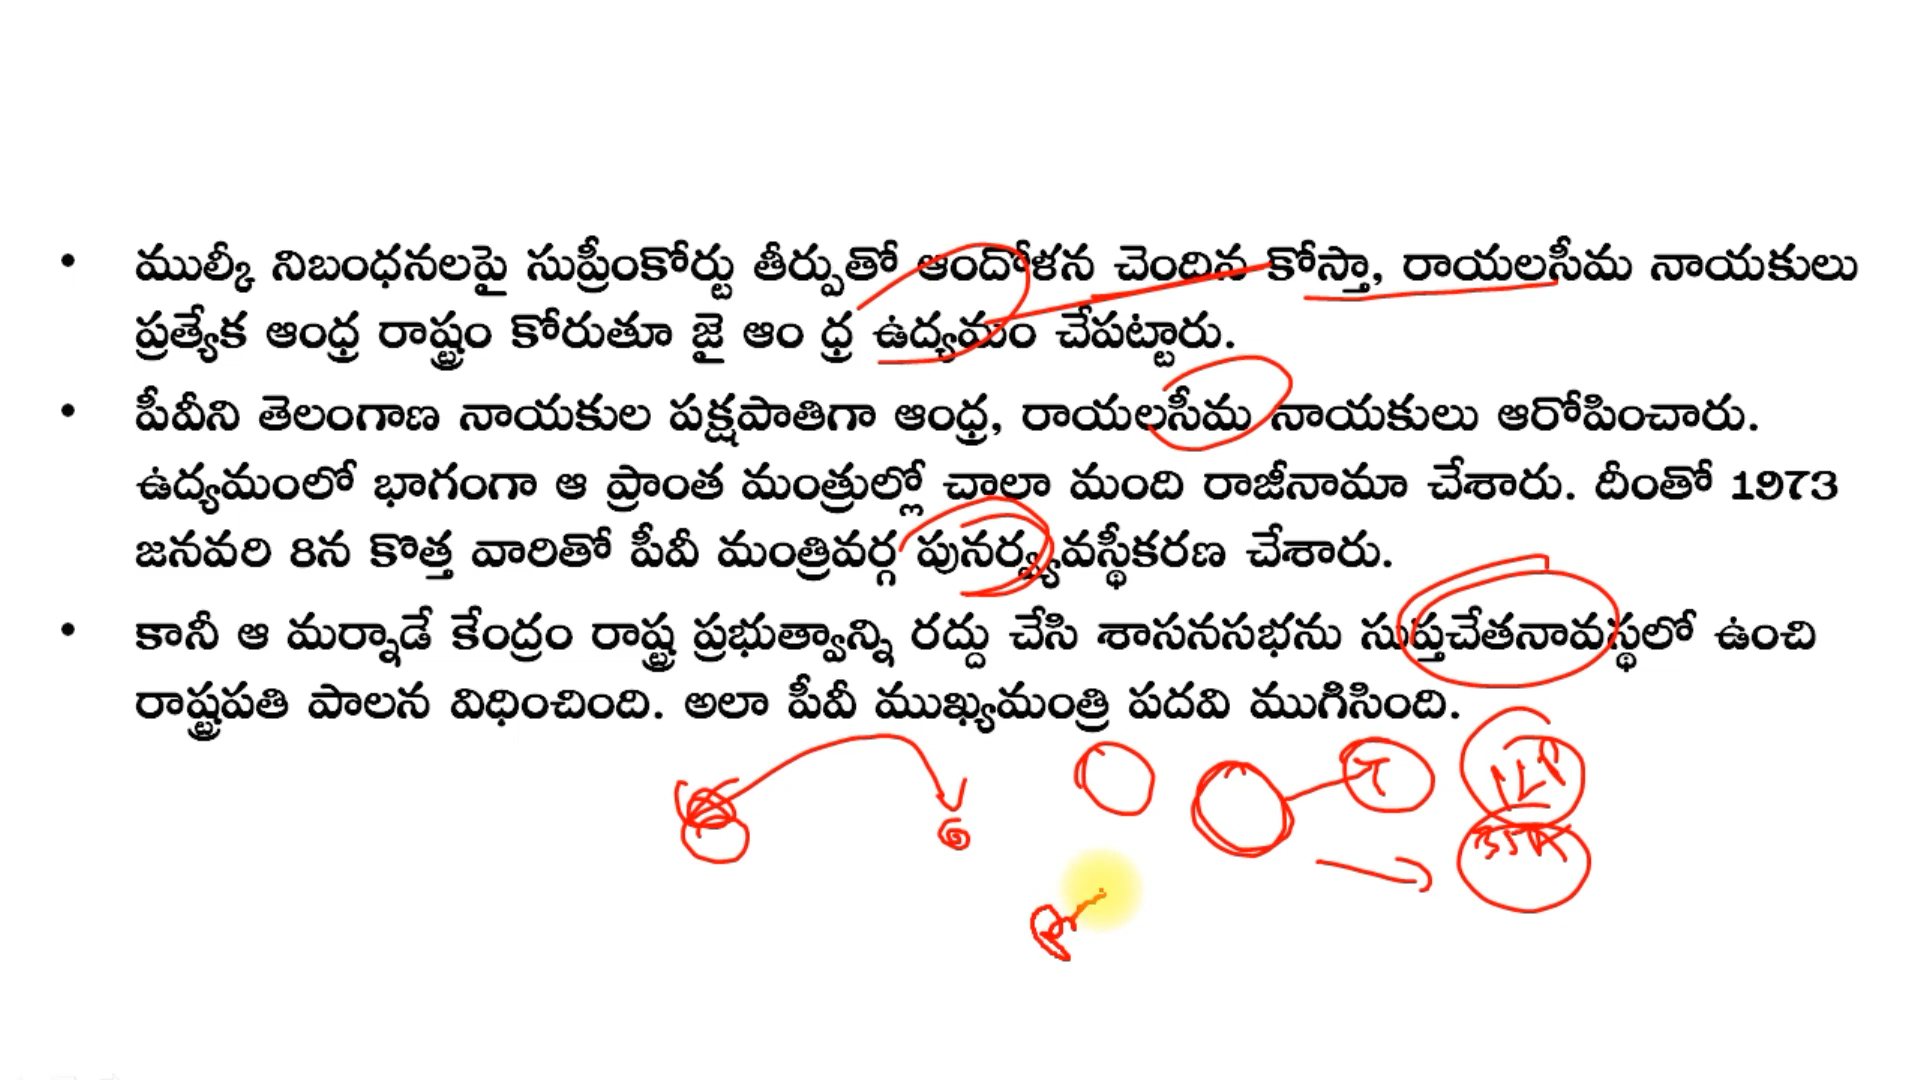 • ముల్కీ నిబంధనలపై సుప్రీంకోర్టు తీర్పుతో ఆందోళన చెందిన కోస్తా, రాయలసీమ నాయకులు
ప్రత్యేక ఆంధ్ర రాష్ట్రం కోరుతూ జై ఆం ధ్ర ఉద్యమం చేపట్టారు.
• పీవీని తెలంగాణ నాయకుల పక్షపాతిగా ఆంధ్ర, రాయలసీమ నాయకులు ఆరోపించారు.
ఉద్యమంలో భాగంగా ఆ ప్రాంత మంత్రుల్లో చాలా మంది రాజీనామా చేశారు. దీంతో 1973
జనవరి 8న కొత్త వారితో పీవీ మంత్రివర్గ పునర్వ్యవస్థీకరణ చేశారు.
• కానీ ఆ మర్నాడే కేంద్రం రాష్ట్ర ప్రభుత్వాన్ని రద్దు చేసి శాసనసభను సుప్తచేతనావస్థలో ఉంచి
రాష్ట్రపతి పాలన విధించింది. అలా పీవీ ముఖ్యమంత్రి పదవి ముగిసింది.
T